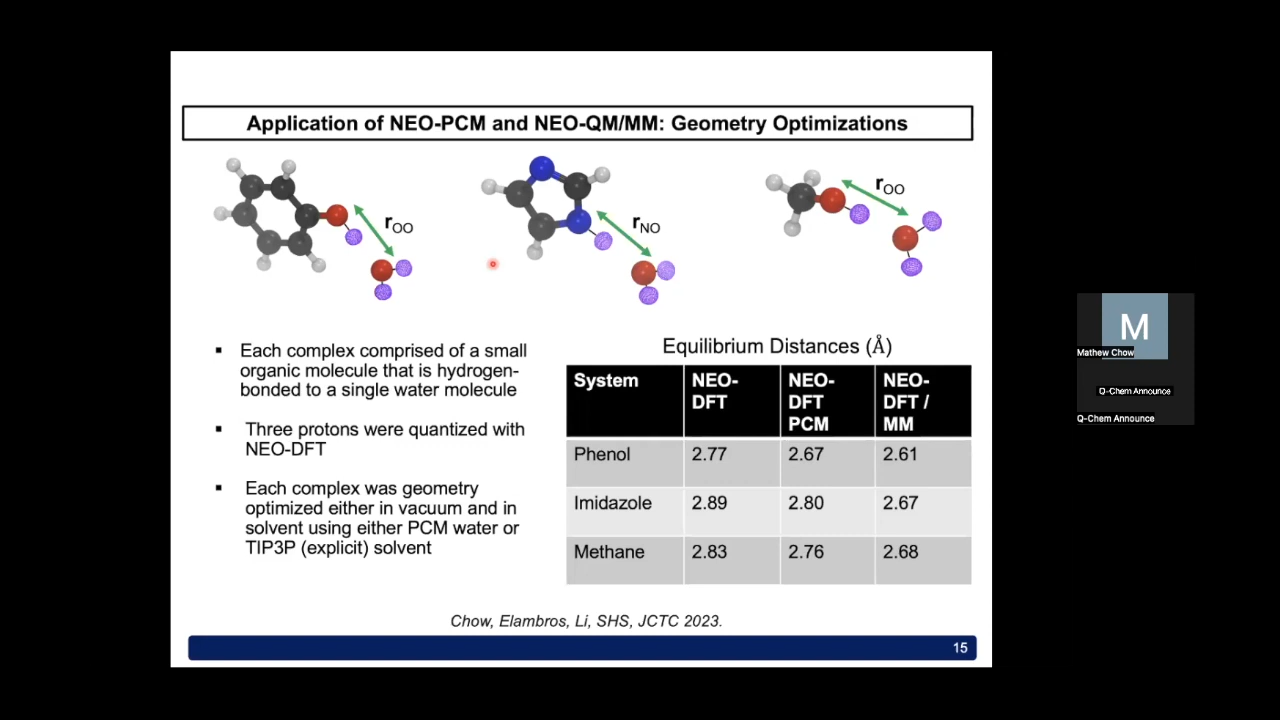 Application of NEO-PCM and NEO-QM/MM: Geometry Optimizations
rOO
rNO
rOO
▪ Each complex comprised of a small
organic molecule that is hydrogen-
bonded to a single water molecule
▪ Three protons were quantized with
NEO-DFT
▪ Each complex was geometry
optimized either in vacuum and in
solvent using either PCM water or
TIP3P (explicit) solvent
Equilibrium Distances (Å)
System NEO-DFT NEO-DFT PCM NEO-DFT / MM
Phenol 2.77 2.67 2.61
Imidazole 2.89 2.80 2.67
Methane 2.83 2.76 2.68
Chow, Elambros, Li, SHS, JCTC 2023.
15
M
Mathew Chow
Q-Chem Announce
Q-Chem Announce